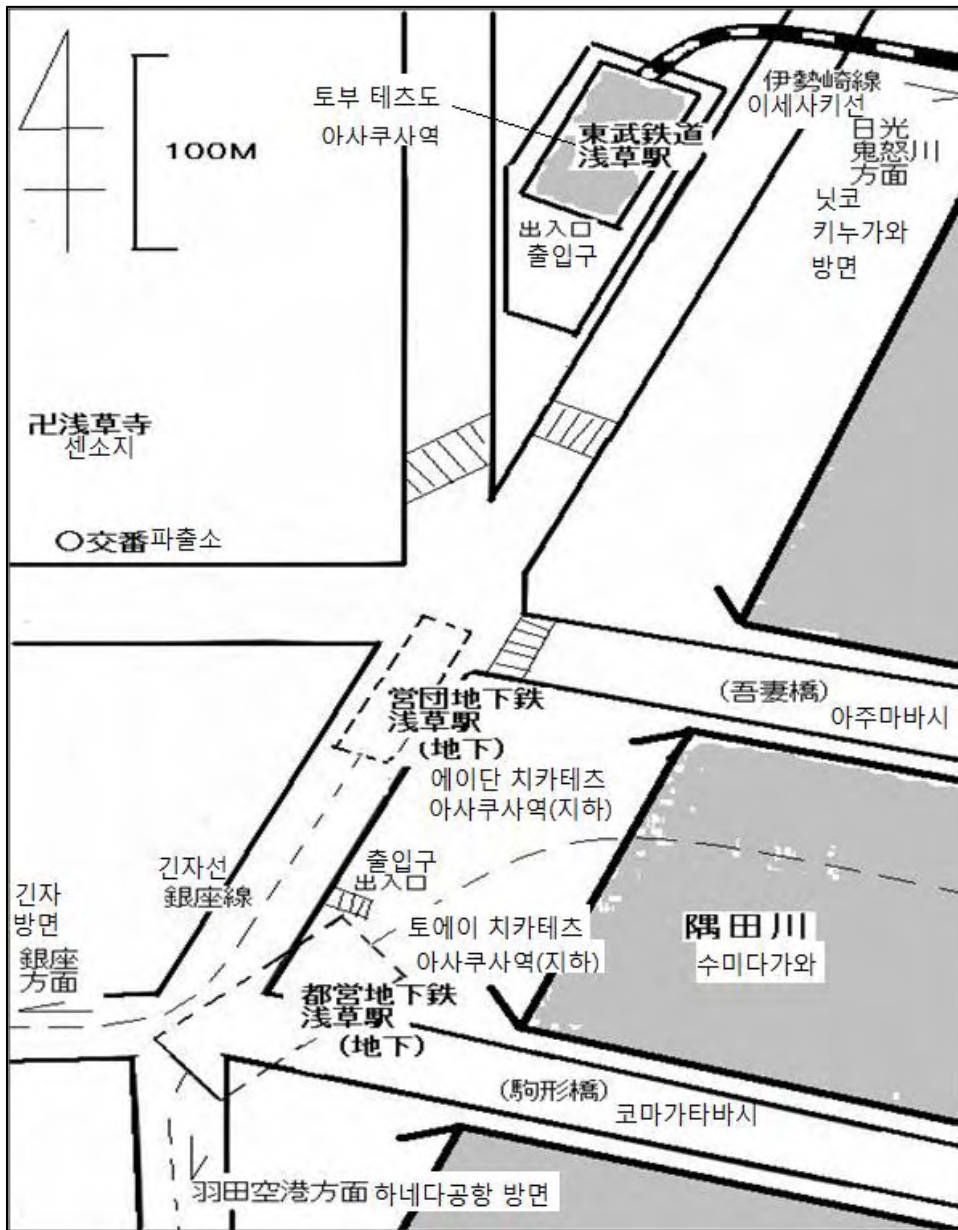 100M
토부 테츠도
아사쿠사역
東武鉄道
浅草駅
出入口
출입구
伊勢崎線
이세사키선
日光
鬼怒川
方面
닛코
키누가와
방면
卍浅草寺
센소지
〇交番파출소
営団地下鉄
浅草駅
(地下)
에이단 치카테츠
아사쿠사역(지하)
(吾妻橋)
아주마바시
긴자선
銀座線
긴자
방면
銀座
方面
출입구
出入口
토에이 치카테츠
아사쿠사역(지하)
都営地下鉄
浅草駅
(地下)
隅田川
수미다가와
(駒形橋)
코마가타바시
羽田空港方面 하네다공항 방면